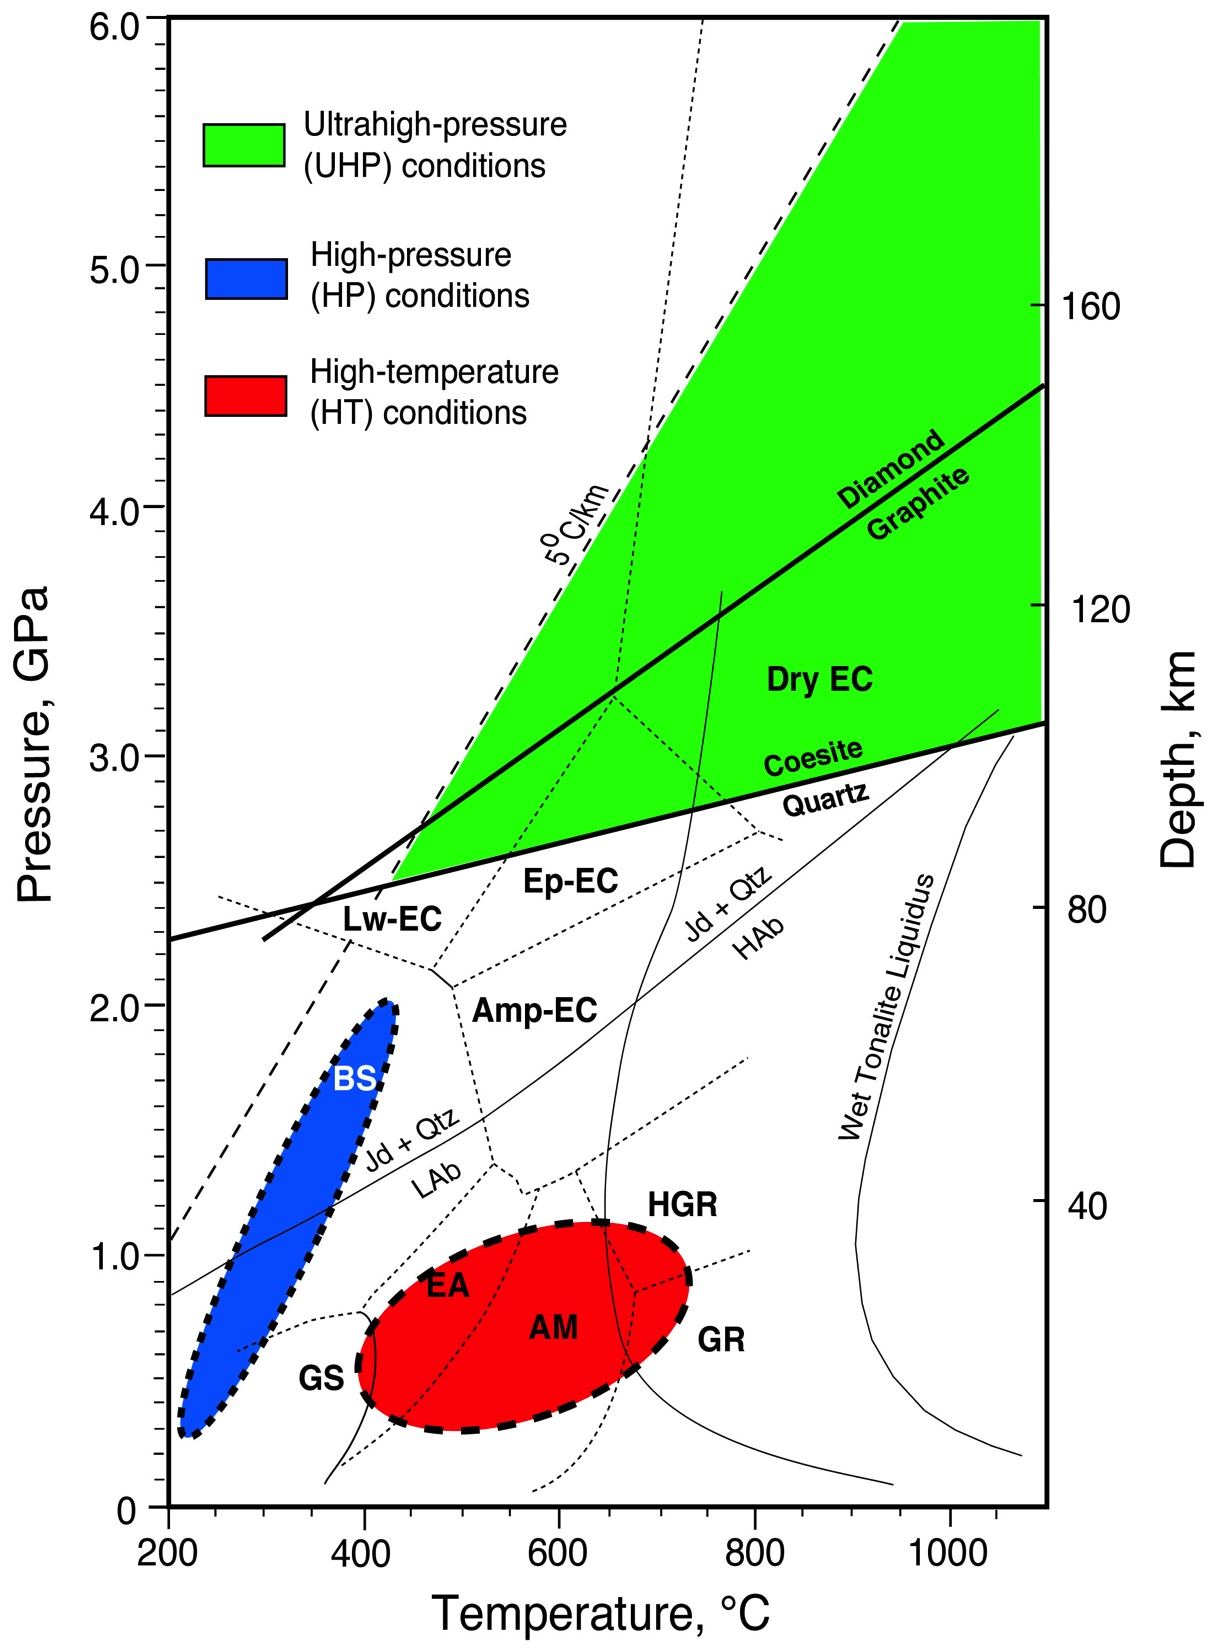 6.0
5.0
4.0
3.0
2.0
1.0
0
Pressure, GPa
Ultrahigh-pressure
(UHP) conditions
High-pressure
(HP) conditions
High-temperature
(HT) conditions
5°C/km
Diamond
Graphite
Dry EC
Coesite
Quartz
Ep-EC
Lw-EC
Jd + Qtz
HAb
Amp-EC
Wet Tonalite Liquidus
BS
Jd + Qtz
LAb
HGR
EA
AM
GR
GS
160
120
80
40
Depth, km
200
400
600
800
1000
Temperature, °C